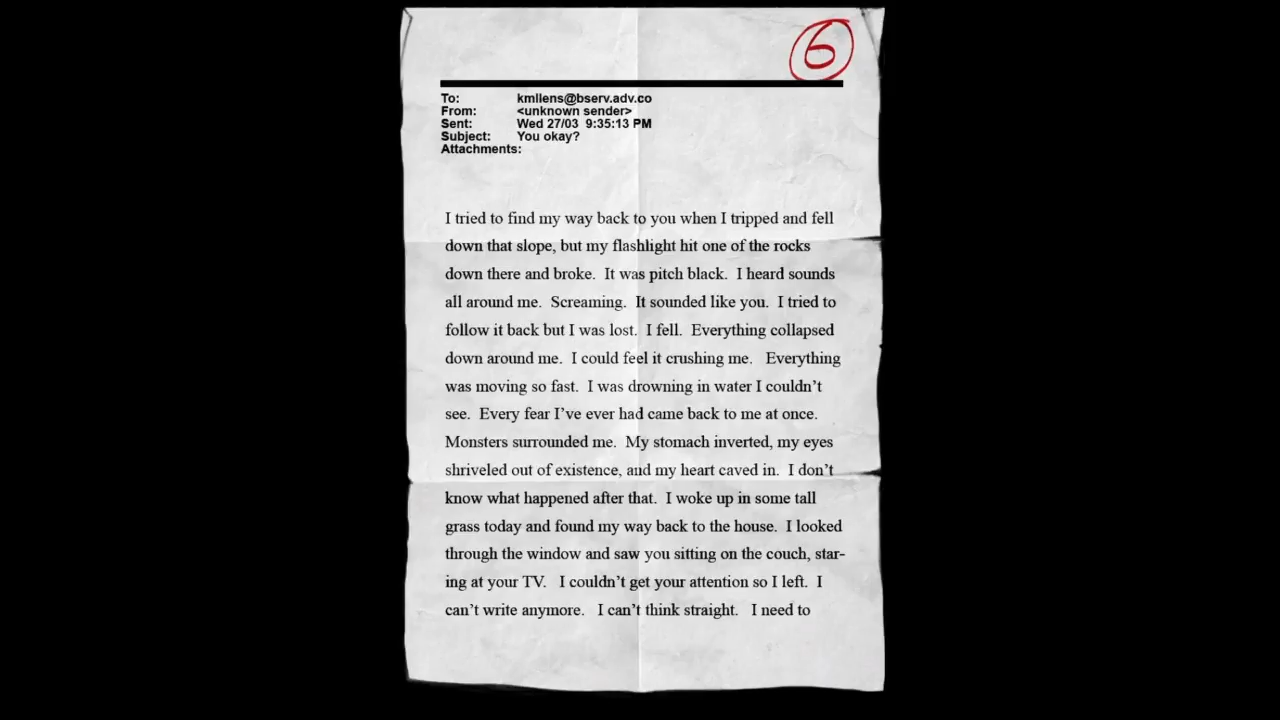 6
To: kmllens@bserv.adv.co
From: <unknown sender>
Sent: Wed 27/03  9:35:13 PM
Subject: You okay?
Attachments:
I tried to find my way back to you when I tripped and fell
down that slope, but my flashlight hit one of the rocks
down there and broke.  It was pitch black.  I heard sounds
all around me.  Screaming.  It sounded like you.  I tried to
follow it back but I was lost.  I fell.  Everything collapsed
down around me.  I could feel it crushing me.   Everything
was moving so fast.  I was drowning in water I couldn’t
see.  Every fear I’ve ever had came back to me at once.
Monsters surrounded me.  My stomach inverted, my eyes
shriveled out of existence, and my heart caved in.  I don’t
know what happened after that.  I woke up in some tall
grass today and found my way back to the house.  I looked
through the window and saw you sitting on the couch, star-
ing at your TV.   I couldn’t get your attention so I left.  I
can’t write anymore.   I can’t think straight.   I need to